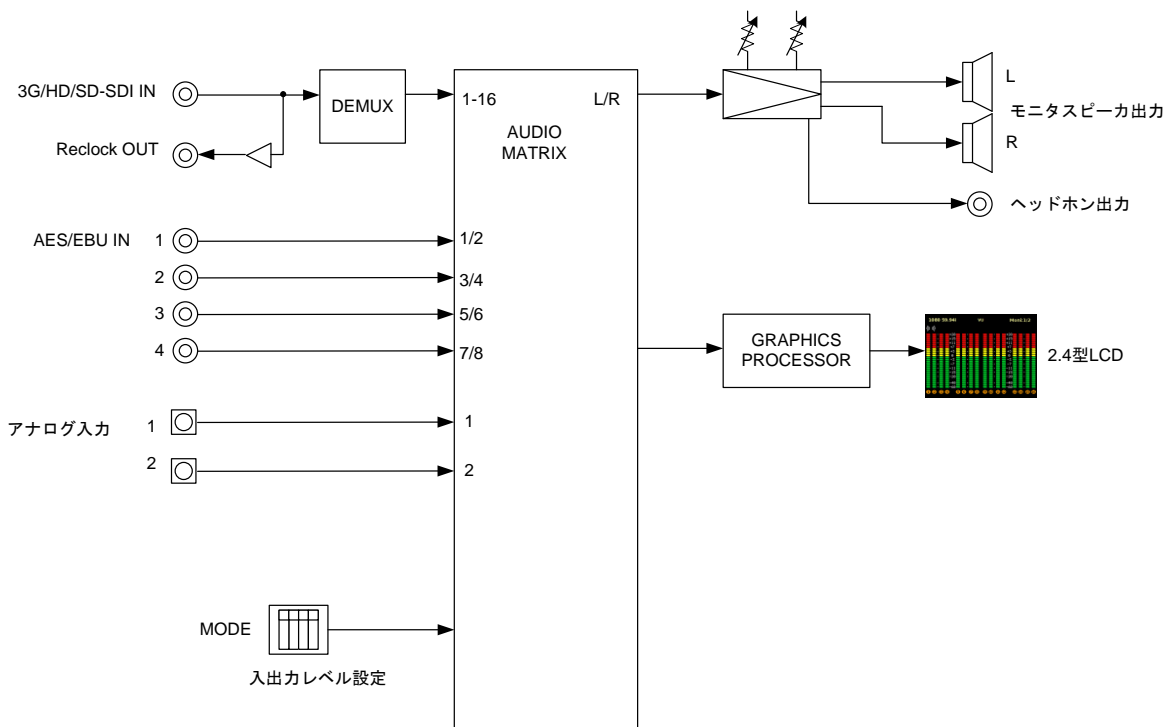 3G/HD/SD-SDI IN
Reclock OUT
DEMUX
1-16
L/R
AUDIO
MATRIX
L
モニタスピーカ出力
R
ヘッドホン出力
AES/EBU IN
1
1/2
2
3/4
3
5/6
4
7/8
GRAPHICS
PROCESSOR
2.4型LCD
アナログ入力
1
1
2
2
MODE
入出力レベル設定